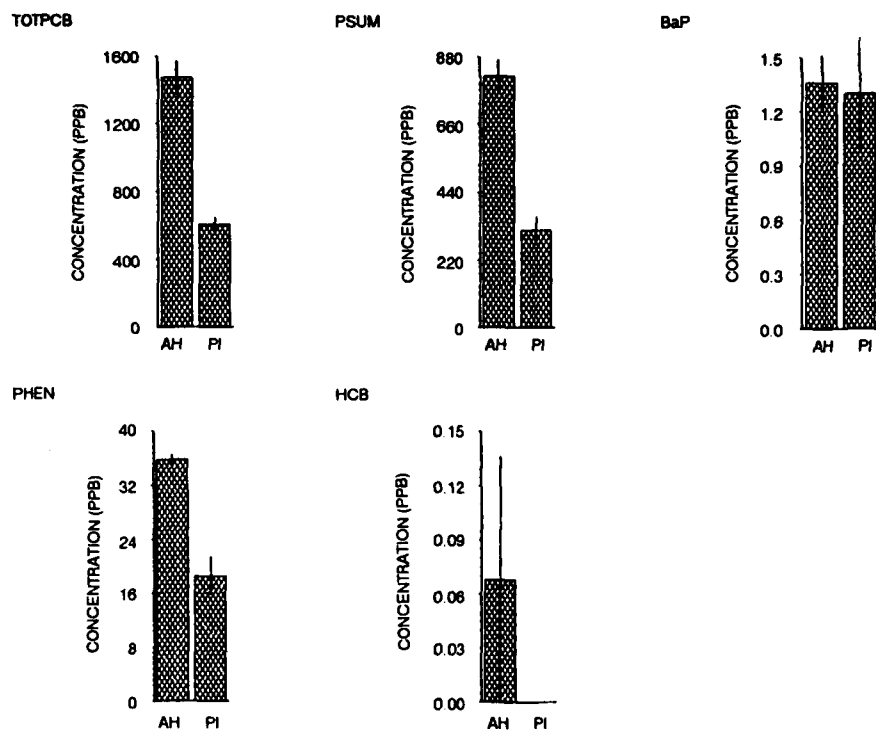 TOTPCB
CONCENTRATION (PPB)
1600
1200
800
400
0
AH PI
PSUM
CONCENTRATION (PPB)
880
660
440
220
0
AH PI
BaP
CONCENTRATION (PPB)
1.5
1.2
0.9
0.6
0.3
0.0
AH PI
PHEN
CONCENTRATION (PPB)
40
32
24
16
8
0
AH PI
HCB
CONCENTRATION (PPB)
0.15
0.12
0.09
0.06
0.03
0.00
AH PI